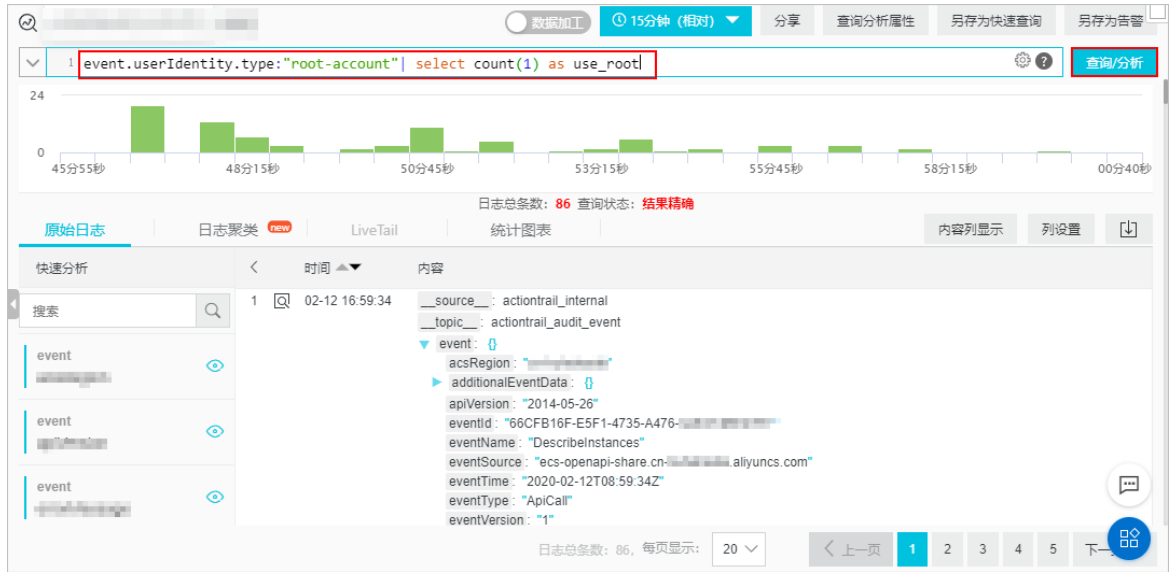 数据加工 15分钟（相对） 分享 查询分析属性 另存为快速查询 另存为告警
1 event.userIdentity.type:"root-account"| select count(1) as use_root 查询/分析
24
0
45分55秒 48分15秒 50分45秒 53分15秒 55分45秒 58分15秒 00分40秒
日志总条数：86 查询状态：结果精确
原始日志 日志聚类 new LiveTail 统计图表 内容列显示 列设置
快速分析 时间 内容
搜索
1 02-12 16:59:34 __source__ : actiontrail_internal
__topic__ : actiontrail_audit_event
event : {}
event
acsRegion : "
additionalEventData : {}
apiVersion : "2014-05-26"
event
eventId : "66CFB16F-E5F1-4735-A476-
eventName : "DescribeInstances"
eventSource : "ecs-openapi-share.cn- .aliyuncs.com"
eventTime : "2020-02-12T08:59:34Z"
event
eventType : "ApiCall"
eventVersion : "1"
日志总条数：86，每页显示： 20 上一页 1 2 3 4 5 下一